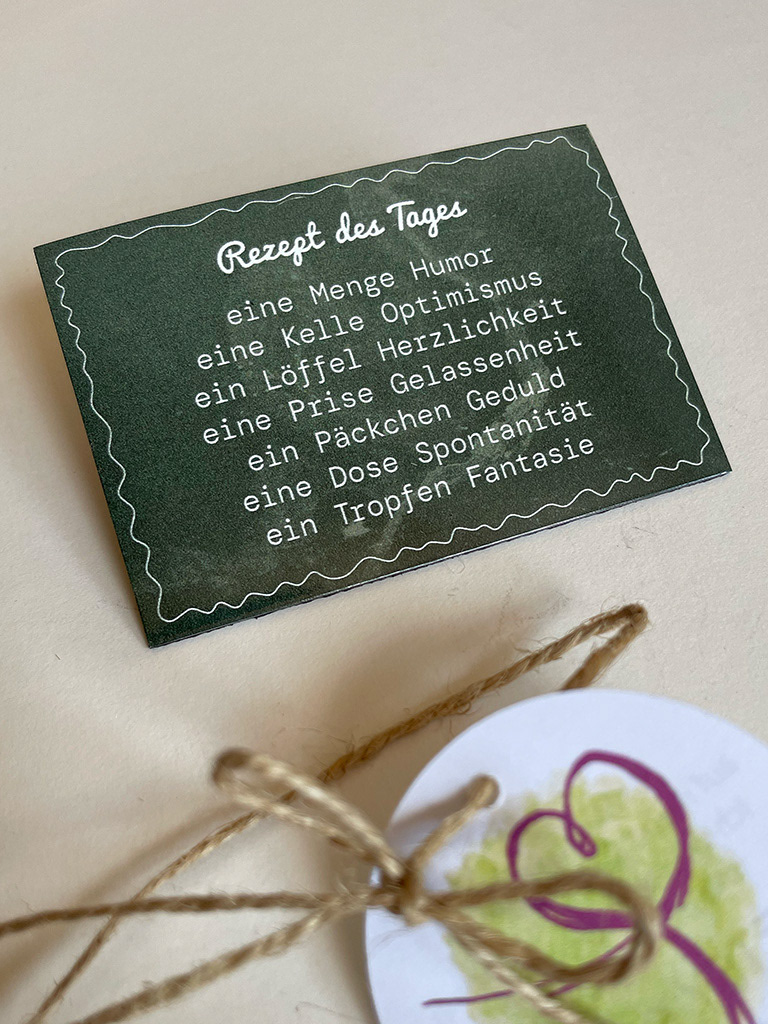 Rezept des Tages
eine Menge Humor
eine Kelle Optimismus
ein Löffel Herzlichkeit
eine Prise Gelassenheit
ein Päckchen Geduld
eine Dose Spontanität
ein Tropfen Fantasie